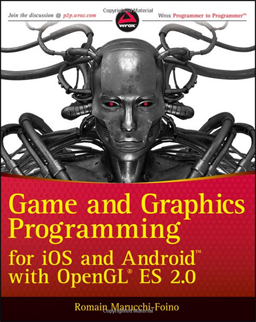 Join the discussion @ p2p.wrox.com
Wrox Programmer to Programmer™
wrox
Game and Graphics
Programming
for iOS and Android™
with OpenGL® ES 2.0
Romain Marucchi-Foino